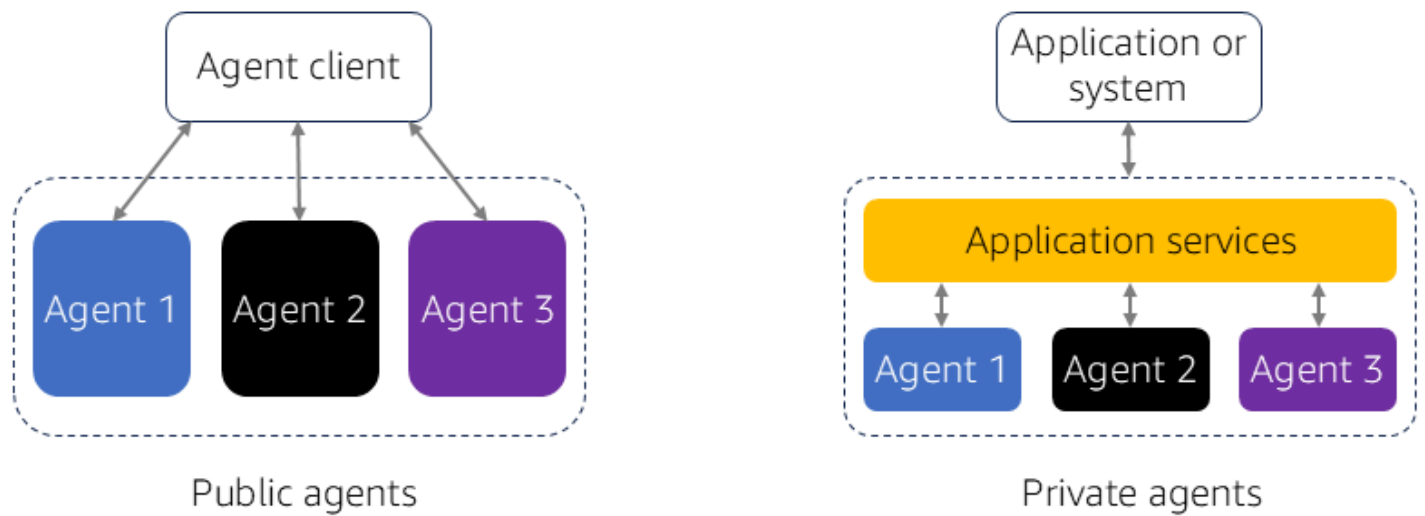 Agent client
Agent 1
Agent 2
Agent 3
Public agents
Application or
system
Application services
Agent 1
Agent 2
Agent 3
Private agents